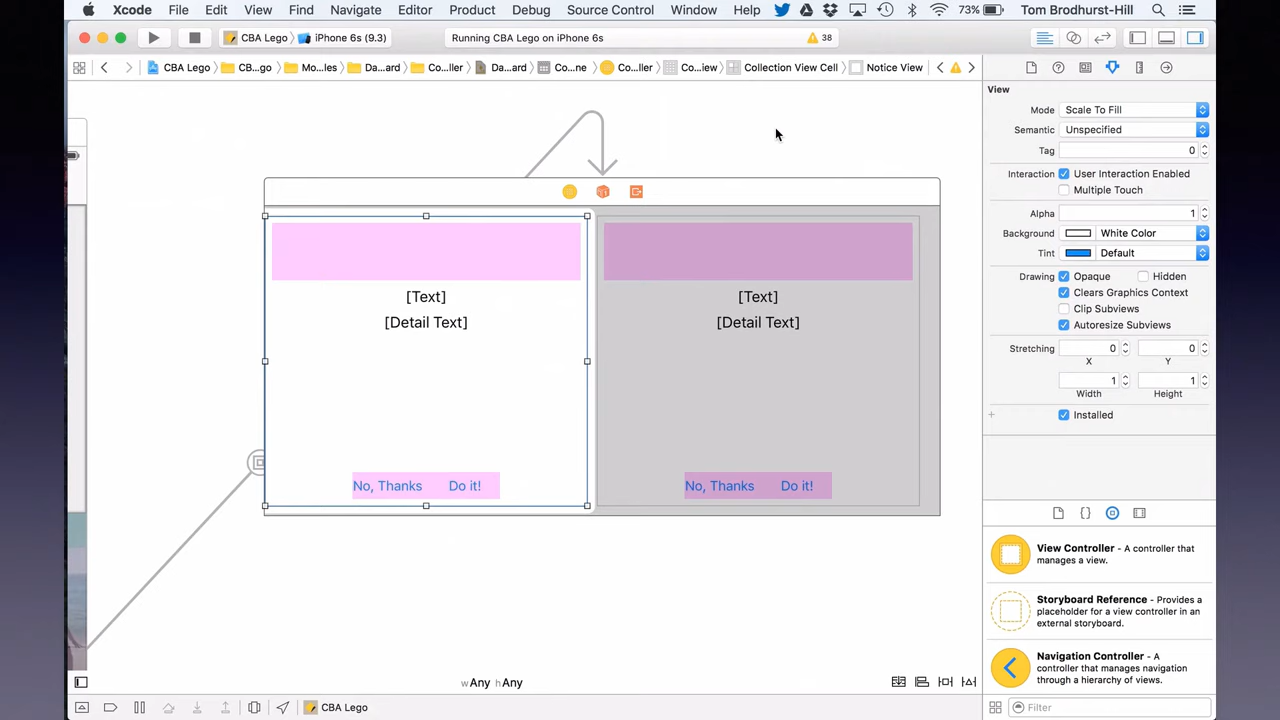 Xcode File Edit View Find Navigate Editor Product Debug Source Control Window Help 73% Tom Brodhurst-Hill
CBA Lego iPhone 6s (9.3) Running CBA Lego on iPhone 6s 38
CBA Lego CB...go Mo...les Da...ard Co...ller Da...ard Co...ne Co...ller Co...iew Collection View Cell Notice View
View
Mode Scale To Fill
Semantic Unspecified
Tag 0
Interaction User Interaction Enabled
Multiple Touch
Alpha 1
Background White Color
Tint Default
Drawing Opaque Hidden
Clears Graphics Context
Clip Subviews
Autoresize Subviews
Stretching 0 0
X Y
1 1
Width Height
+ Installed
[Text] [Text]
[Detail Text] [Detail Text]
No, Thanks Do it! No, Thanks Do it!
View Controller - A controller that
manages a view.
Storyboard Reference - Provides a
placeholder for a view controller in an
external storyboard.
Navigation Controller - A
controller that manages navigation
through a hierarchy of views.
wAny hAny
CBA Lego
Filter